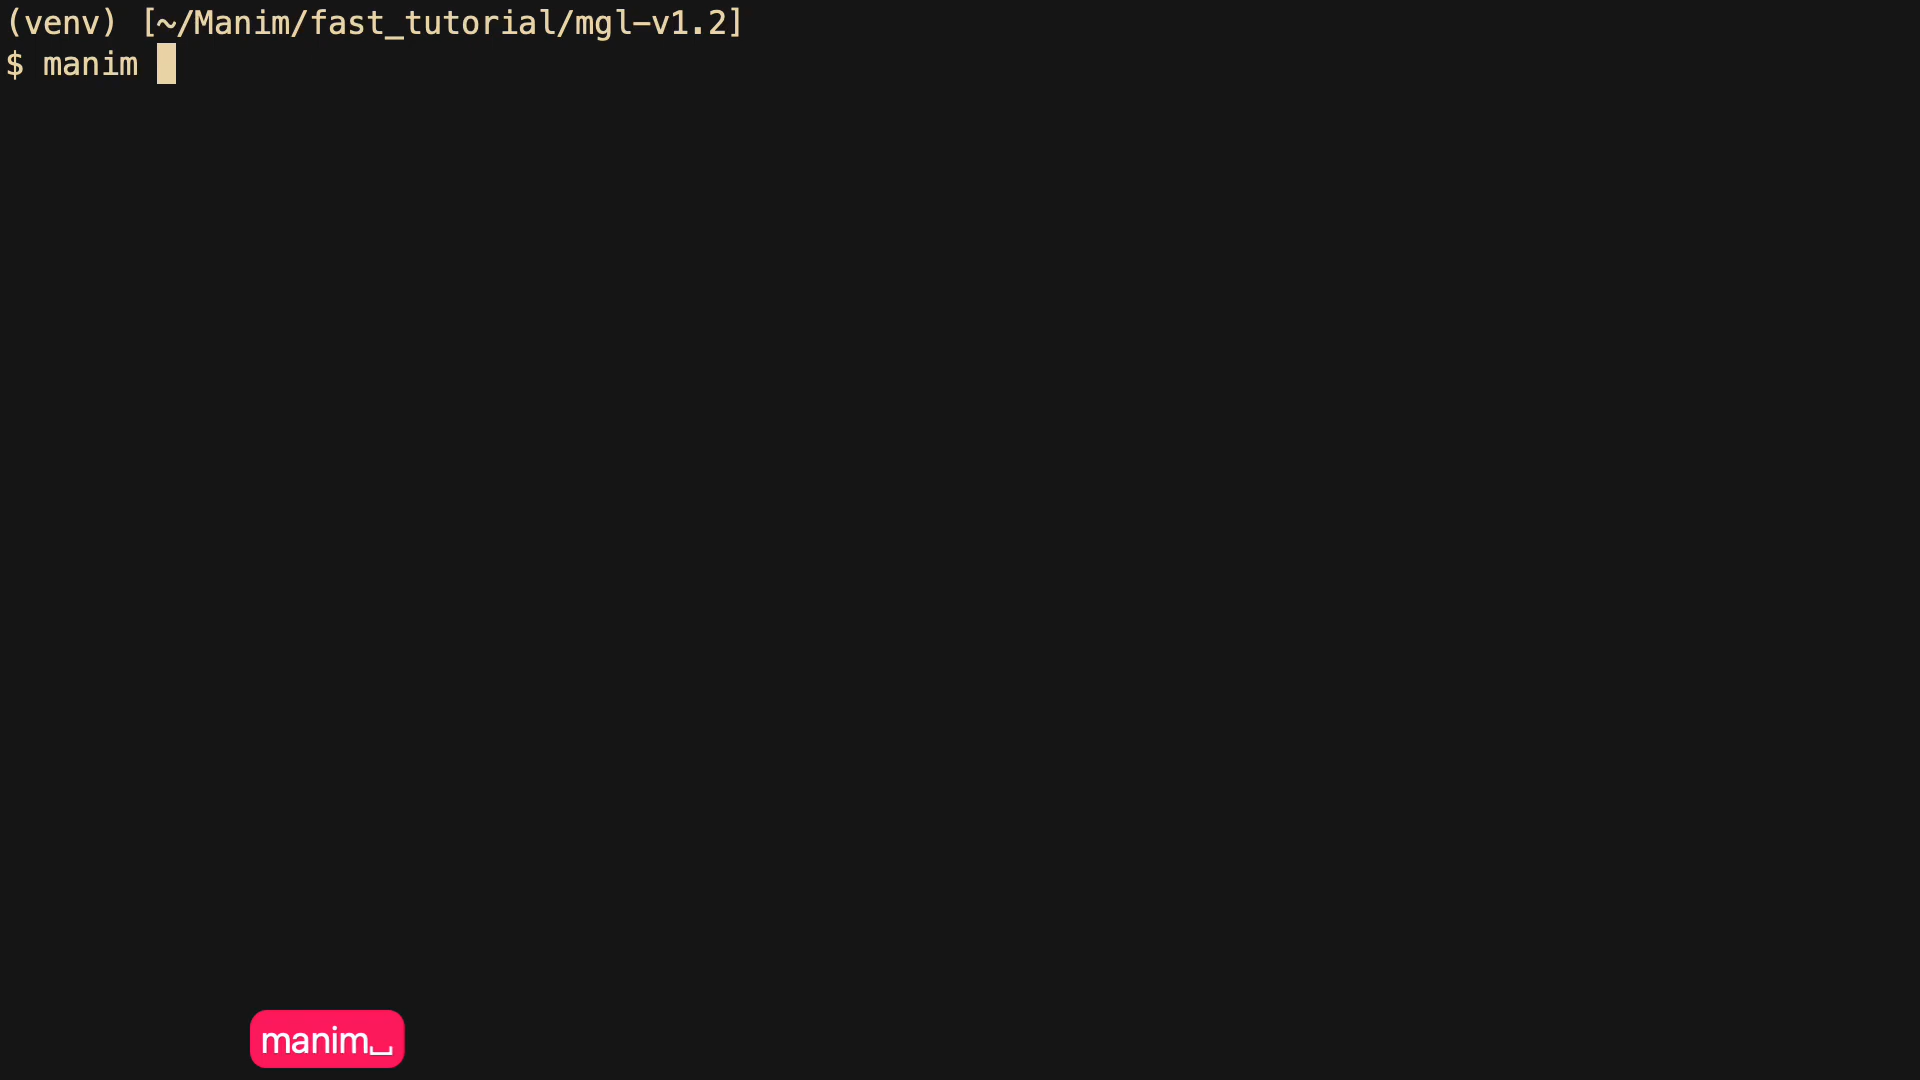 (venv) [~/Manim/fast_tutorial/mgl-v1.2]
$ manim
manim␣